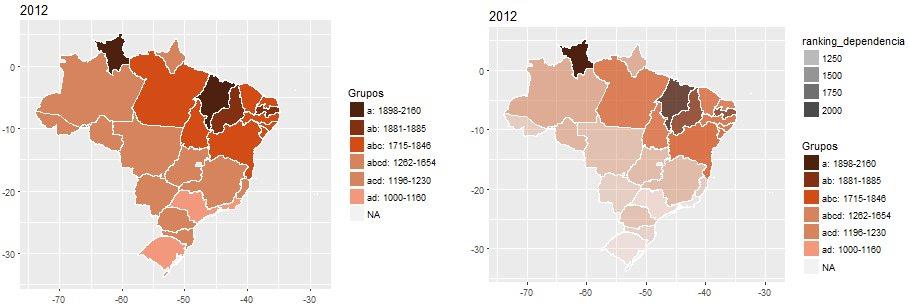 2012
0
-10
-20
-30
-70
-60
-50
-40
-30
Grupos
a: 1898-2160
ab: 1881-1885
abc: 1715-1846
abcd: 1262-1654
acd: 1196-1230
ad: 1000-1160
NA
2012
0
-10
-20
-30
-70
-60
-50
-40
-30
ranking_dependencia
1250
1500
1750
2000
Grupos
a: 1898-2160
ab: 1881-1885
abc: 1715-1846
abcd: 1262-1654
acd: 1196-1230
ad: 1000-1160
NA